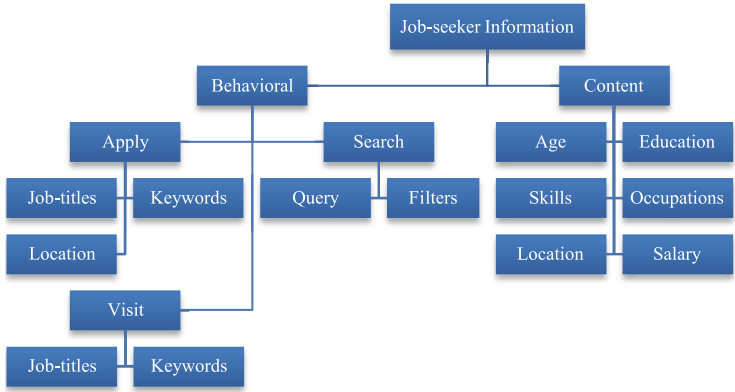 Job-seeker Information
Behavioral
Content
Apply
Search
Age
Education
Job-titles
Keywords
Query
Filters
Skills
Occupations
Location
Location
Salary
Visit
Job-titles
Keywords